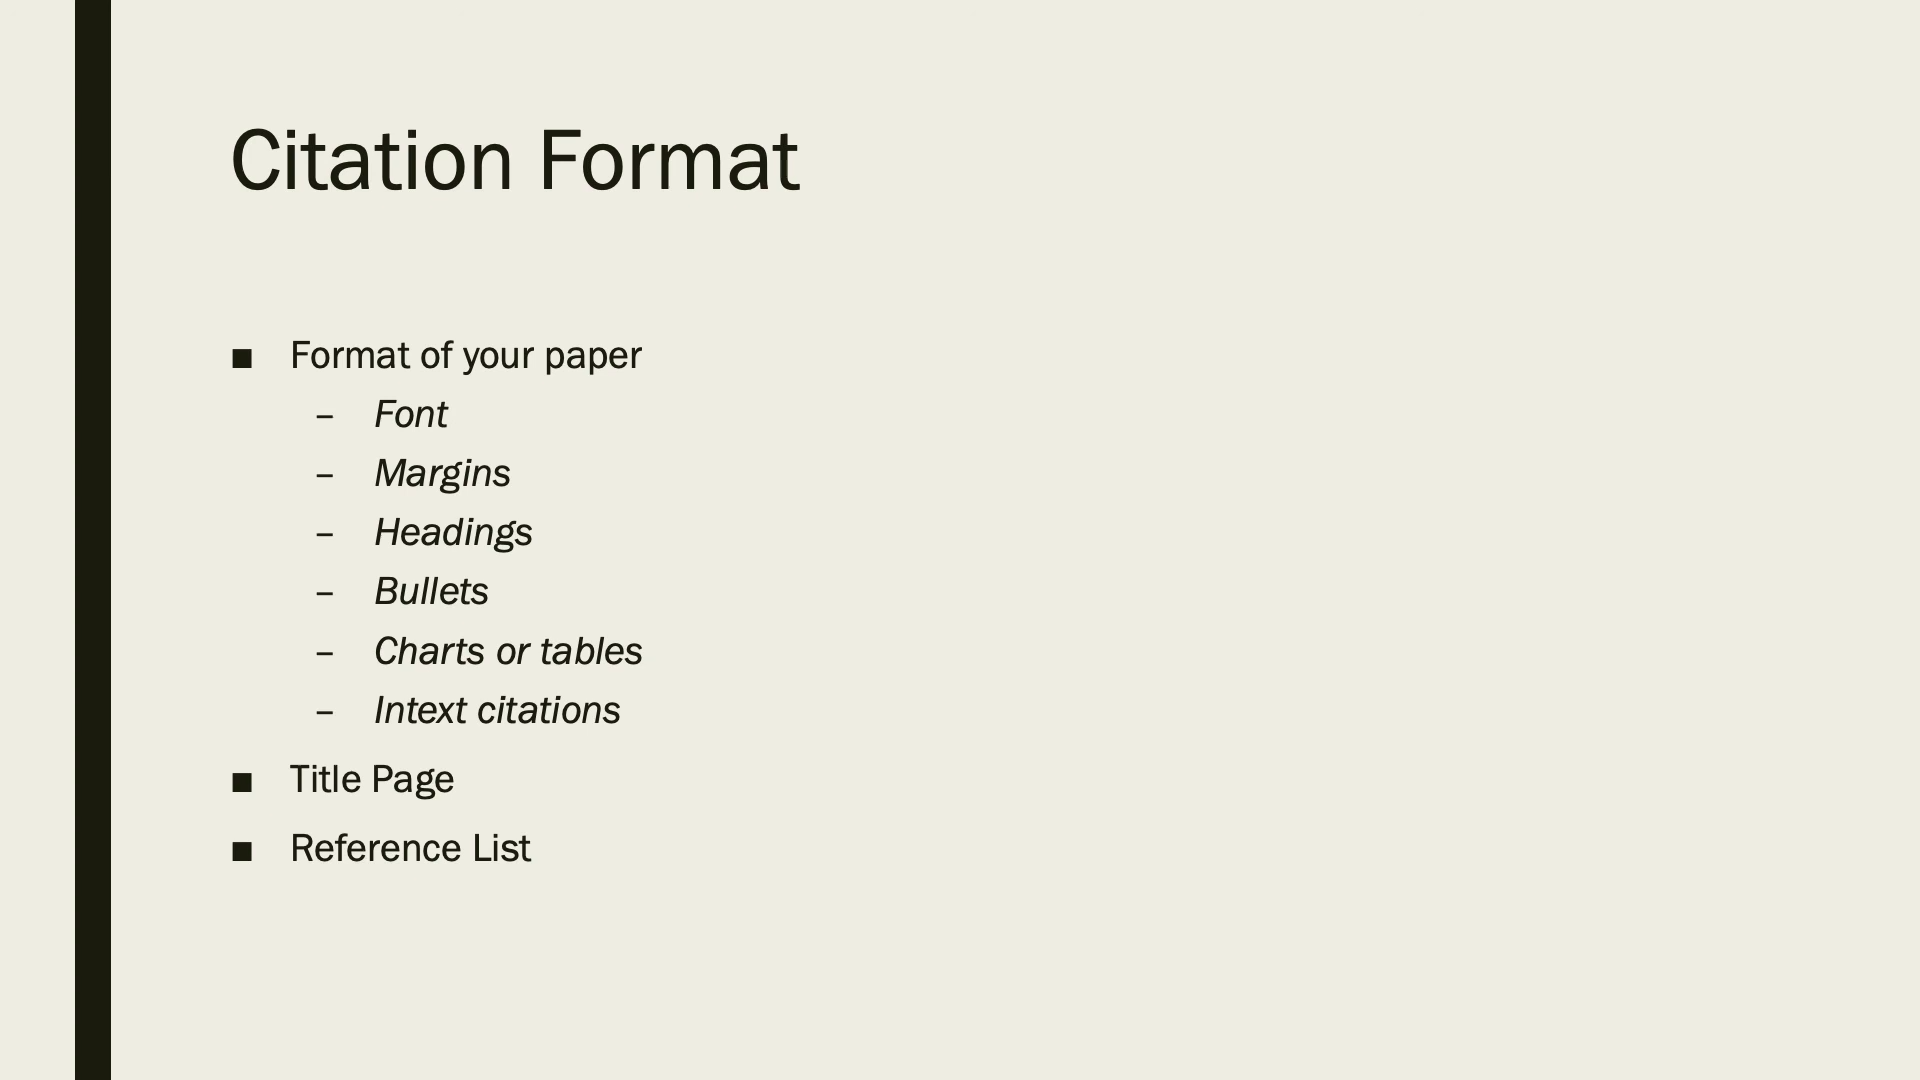 Citation Format
■ Format of your paper
– Font
– Margins
– Headings
– Bullets
– Charts or tables
– Intext citations
■ Title Page
■ Reference List